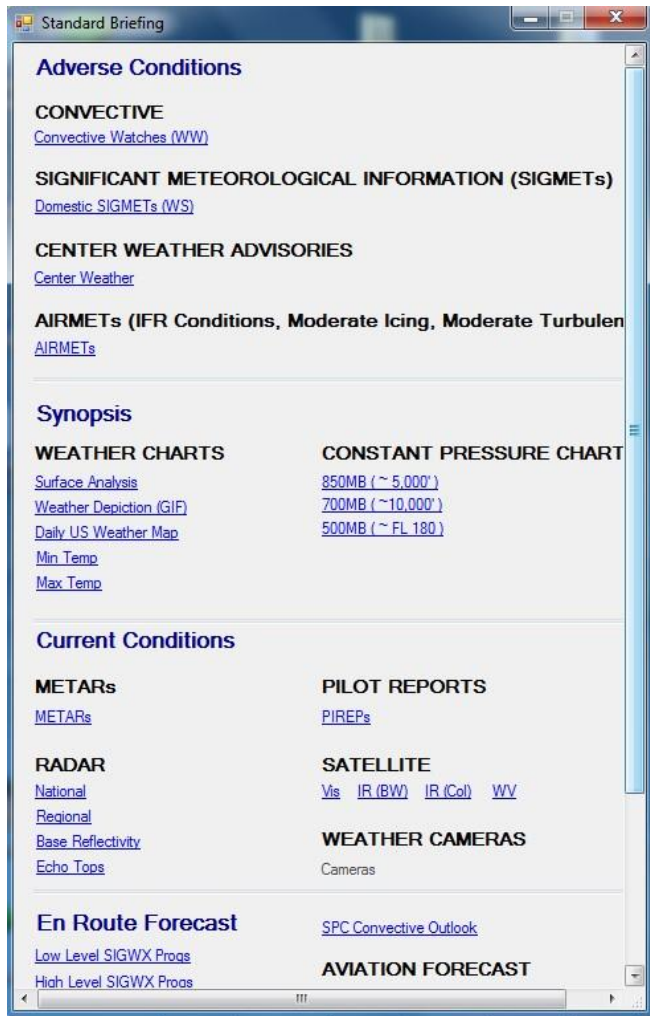 Standard Briefing
Adverse Conditions
CONVECTIVE
Convective Watches (WW)
SIGNIFICANT METEOROLOGICAL INFORMATION (SIGMETs)
Domestic SIGMETs (WS)
CENTER WEATHER ADVISORIES
Center Weather
AIRMETs (IFR Conditions, Moderate Icing, Moderate Turbulen
AIRMETs
Synopsis
WEATHER CHARTS
Surface Analysis
Weather Depiction (GIF)
Daily US Weather Map
Min Temp
Max Temp
CONSTANT PRESSURE CHART
850MB ( ~ 5,000' )
700MB ( ~10,000' )
500MB ( ~ FL 180 )
Current Conditions
METARs
METARs
PILOT REPORTS
PIREPs
RADAR
National
Regional
Base Reflectivity
Echo Tops
SATELLITE
Vis IR (BW) IR (Col) WV
WEATHER CAMERAS
Cameras
En Route Forecast
Low Level SIGWX Progs
High Level SIGWX Progs
SPC Convective Outlook
AVIATION FORECAST